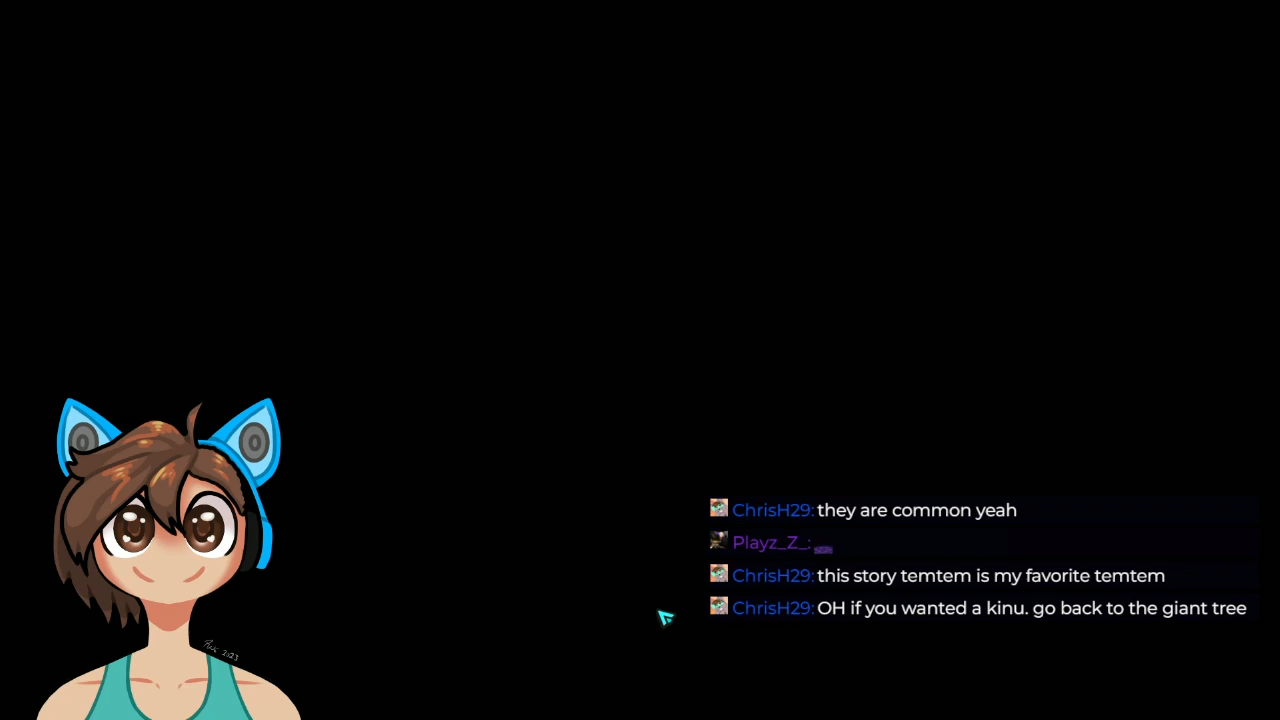 ChrisH29: they are common yeah
Playz_Z_:
ChrisH29: this story temtem is my favorite temtem
ChrisH29: OH if you wanted a kinu. go back to the giant tree
2023